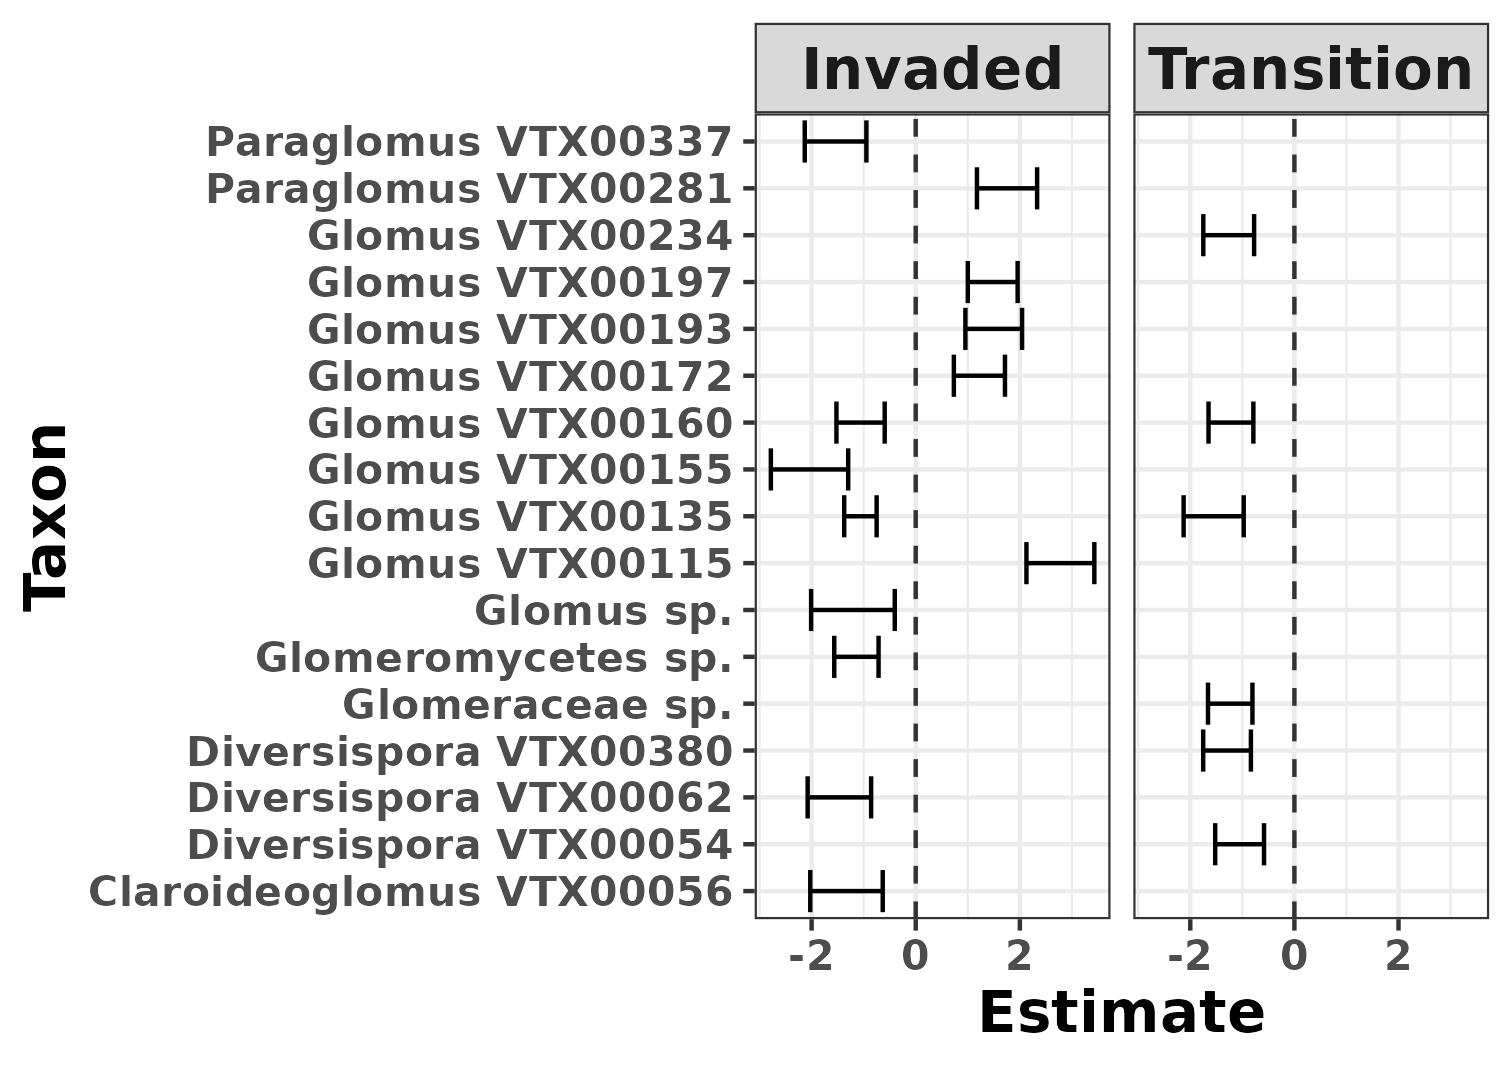 Invaded Transition
Paraglomus VTX00337
Paraglomus VTX00281
Glomus VTX00234
Glomus VTX00197
Glomus VTX00193
Glomus VTX00172
Glomus VTX00160
Glomus VTX00155
Glomus VTX00135
Glomus VTX00115
Glomus sp.
Glomeromycetes sp.
Glomeraceae sp.
Diversispora VTX00380
Diversispora VTX00062
Diversispora VTX00054
Claroideoglomus VTX00056
Taxon
-2 0 2 -2 0 2
Estimate